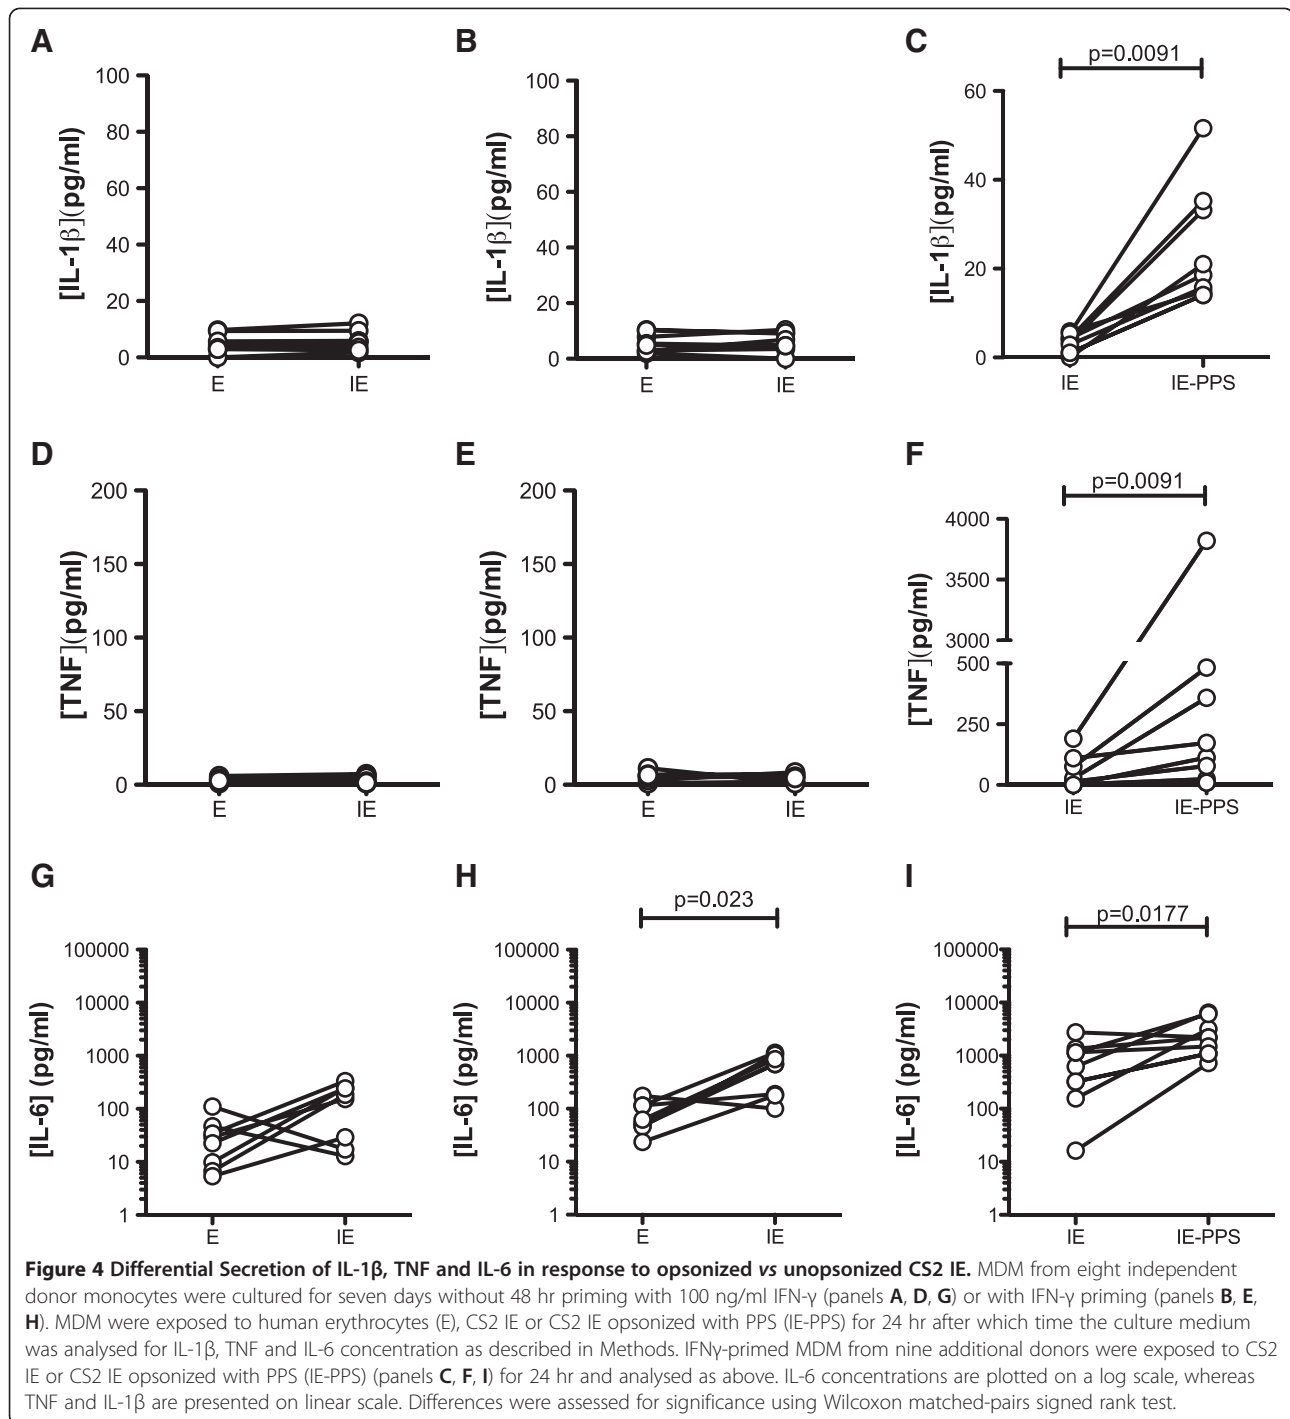 A
B
C
p=0.0091
[IL-1β](pg/ml)
100
80
60
40
20
0
E
IE
[IL-1β](pg/ml)
100
80
60
40
20
0
E
IE
[IL-1β](pg/ml)
60
40
20
0
IE
IE-PPS
D
E
F
p=0.0091
[TNF](pg/ml)
200
150
100
50
0
E
IE
[TNF](pg/ml)
200
150
100
50
0
E
IE
[TNF](pg/ml)
4000
3500
3000
500
250
0
IE
IE-PPS
G
H
I
p=0.023
p=0.0177
[IL-6] (pg/ml)
100000
10000
1000
100
10
1
E
IE
[IL-6] (pg/ml)
100000
10000
1000
100
10
1
E
IE
[IL-6] (pg/ml)
100000
10000
1000
100
10
1
IE
IE-PPS
Figure 4 Differential Secretion of IL-1β, TNF and IL-6 in response to opsonized vs unopsonized CS2 IE. MDM from eight independent
donor monocytes were cultured for seven days without 48 hr priming with 100 ng/ml IFN-γ (panels A, D, G) or with IFN-γ priming (panels B, E,
H). MDM were exposed to human erythrocytes (E), CS2 IE or CS2 IE opsonized with PPS (IE-PPS) for 24 hr after which time the culture medium
was analysed for IL-1β, TNF and IL-6 concentration as described in Methods. IFNγ-primed MDM from nine additional donors were exposed to CS2
IE or CS2 IE opsonized with PPS (IE-PPS) (panels C, F, I) for 24 hr and analysed as above. IL-6 concentrations are plotted on a log scale, whereas
TNF and IL-1β are presented on linear scale. Differences were assessed for significance using Wilcoxon matched-pairs signed rank test.